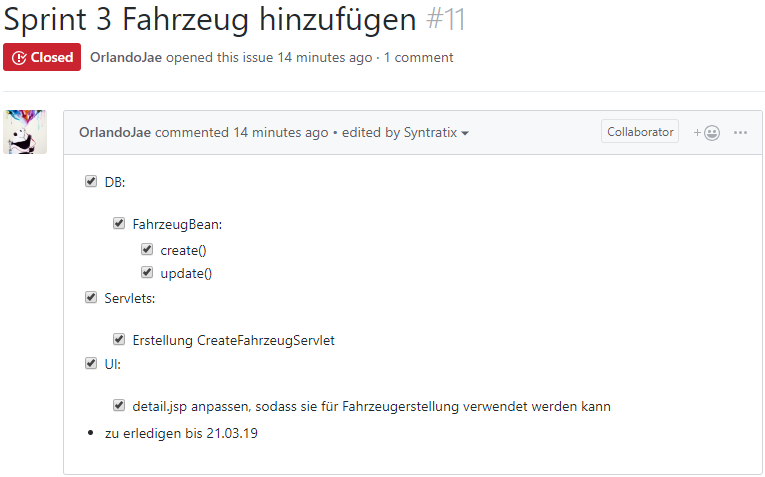 Sprint 3 Fahrzeug hinzufügen #11
Closed OrlandoJae opened this issue 14 minutes ago · 1 comment
OrlandoJae commented 14 minutes ago • edited by Syntratix Collaborator
DB:
FahrzeugBean:
create()
update()
Servlets:
Erstellung CreateFahrzeugServlet
UI:
detail.jsp anpassen, sodass sie für Fahrzeugerstellung verwendet werden kann
• zu erledigen bis 21.03.19